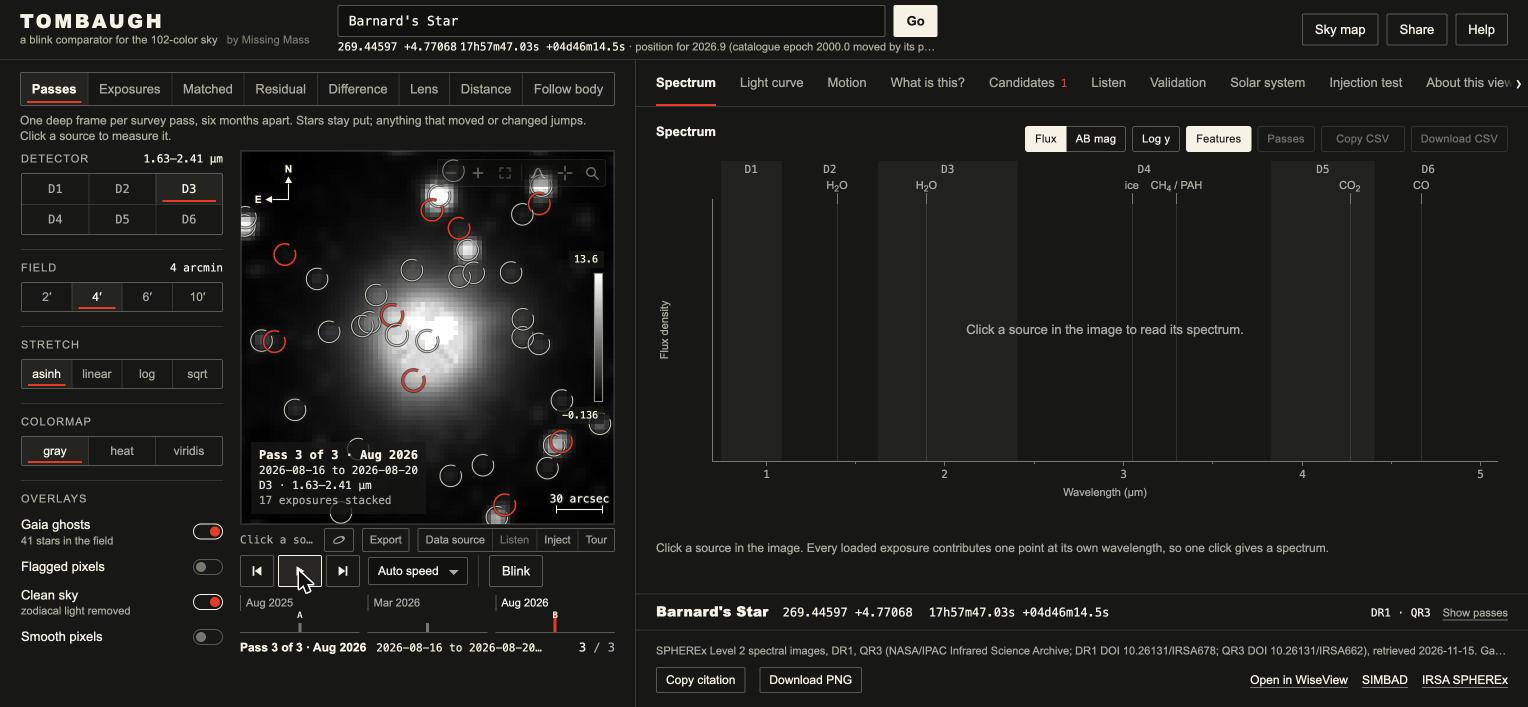 TOMBAUGH
a blink comparator for the 102-color sky by Missing Mass
Barnard's Star
Go
269.44597 +4.77068 17h57m47.03s +04d46m14.5s · position for 2026.9 (catalogue epoch 2000.0 moved by its p…
Sky map
Share
Help
Passes
Exposures
Matched
Residual
Difference
Lens
Distance
Follow body
One deep frame per survey pass, six months apart. Stars stay put; anything that moved or changed jumps.
Click a source to measure it.
DETECTOR 1.63–2.41 µm
D1 D2 D3
D4 D5 D6
FIELD 4 arcmin
2′ 4′ 6′ 10′
STRETCH
asinh linear log sqrt
COLORMAP
gray heat viridis
OVERLAYS
Gaia ghosts
41 stars in the field
Flagged pixels
Clean sky
zodiacal light removed
Smooth pixels
N
E
13.6
−0.136
Pass 3 of 3 · Aug 2026
2026-08-16 to 2026-08-20
D3 · 1.63–2.41 µm
17 exposures stacked
30 arcsec
Click a so…
Export
Data source
Listen
Inject
Tour
Auto speed
Blink
Aug 2025
Mar 2026
Aug 2026
A
B
Pass 3 of 3 · Aug 2026 2026-08-16 to 2026-08-20… 3 / 3
Spectrum
Light curve
Motion
What is this?
Candidates 1
Listen
Validation
Solar system
Injection test
About this view
Spectrum
Flux
AB mag
Log y
Features
Passes
Copy CSV
Download CSV
D1 D2 D3 D4 D5 D6
H₂O H₂O ice CH₄ / PAH CO₂ CO
Flux density
Click a source in the image to read its spectrum.
1 2 3 4 5
Wavelength (µm)
Click a source in the image. Every loaded exposure contributes one point at its own wavelength, so one click gives a spectrum.
Barnard's Star 269.44597 +4.77068 17h57m47.03s +04d46m14.5s
DR1 · QR3 Show passes
SPHEREx Level 2 spectral images, DR1, QR3 (NASA/IPAC Infrared Science Archive; DR1 DOI 10.26131/IRSA678; QR3 DOI 10.26131/IRSA662), retrieved 2026-11-15. Ga…
Copy citation
Download PNG
Open in WiseView
SIMBAD
IRSA SPHEREx